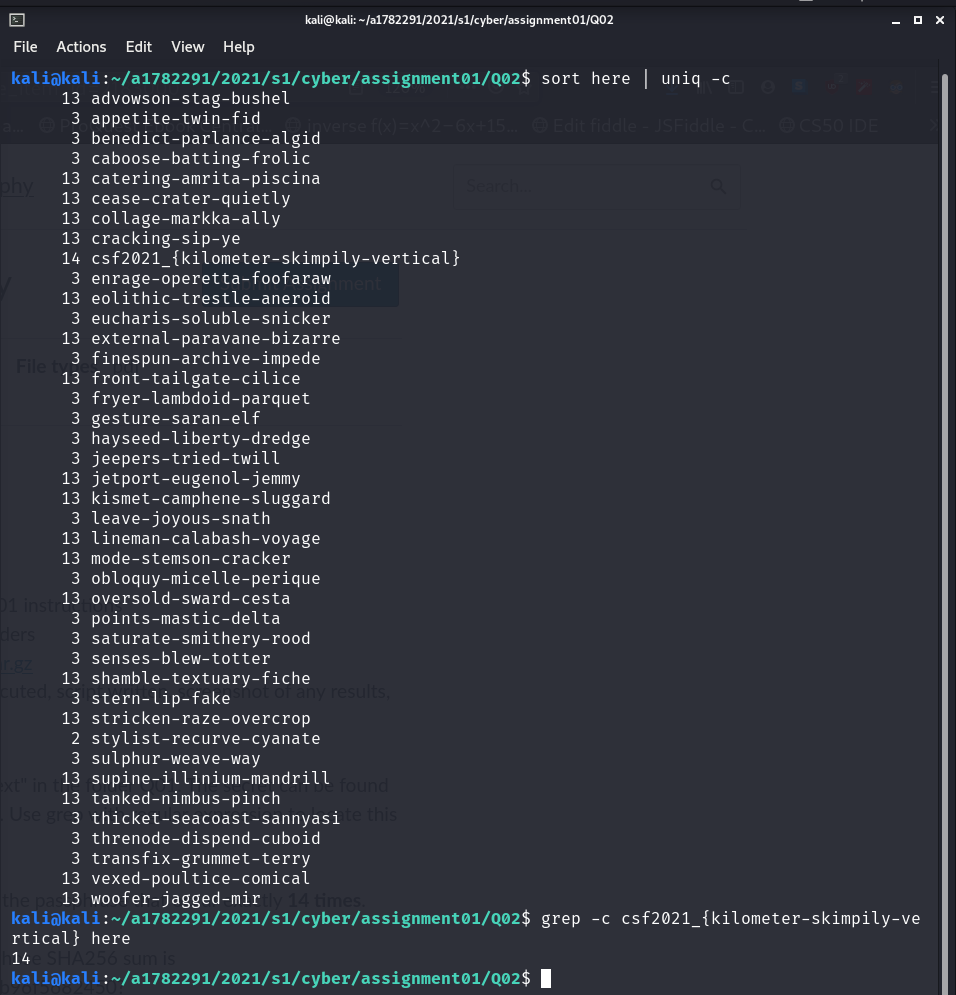 kali@kali: ~/a1782291/2021/s1/cyber/assignment01/Q02
File Actions Edit View Help
kali@kali:~/a1782291/2021/s1/cyber/assignment01/Q02$ sort here | uniq -c
13 advowson-stag-bushel
3 appetite-twin-fid
3 benedict-parlance-algid
3 caboose-batting-frolic
13 catering-amrita-piscina
13 cease-crater-quietly
13 collage-markka-ally
13 cracking-sip-ye
14 csf2021_{kilometer-skimpily-vertical}
3 enrage-operetta-foofaraw
13 eolithic-trestle-aneroid
3 eucharis-soluble-snicker
13 external-paravane-bizarre
3 finespun-archive-impede
13 front-tailgate-cilice
3 fryer-lambdoid-parquet
3 gesture-saran-elf
3 hayseed-liberty-dredge
3 jeepers-tried-twill
13 jetport-eugenol-jemmy
13 kismet-camphene-sluggard
3 leave-joyous-snath
13 lineman-calabash-voyage
13 mode-stemson-cracker
3 obloquy-micelle-perique
13 oversold-sward-cesta
3 points-mastic-delta
3 saturate-smithery-rood
3 senses-blew-totter
13 shamble-textuary-fiche
3 stern-lip-fake
13 stricken-raze-overcrop
2 stylist-recurve-cyanate
3 sulphur-weave-way
13 supine-illinium-mandrill
13 tanked-nimbus-pinch
3 thicket-seacoast-sannyasi
3 threnode-dispend-cuboid
3 transfix-grummet-terry
13 vexed-poultice-comical
13 woofer-jagged-mir
kali@kali:~/a1782291/2021/s1/cyber/assignment01/Q02$ grep -c csf2021_{kilometer-skimpily-ve
rtical} here
14
kali@kali:~/a1782291/2021/s1/cyber/assignment01/Q02$